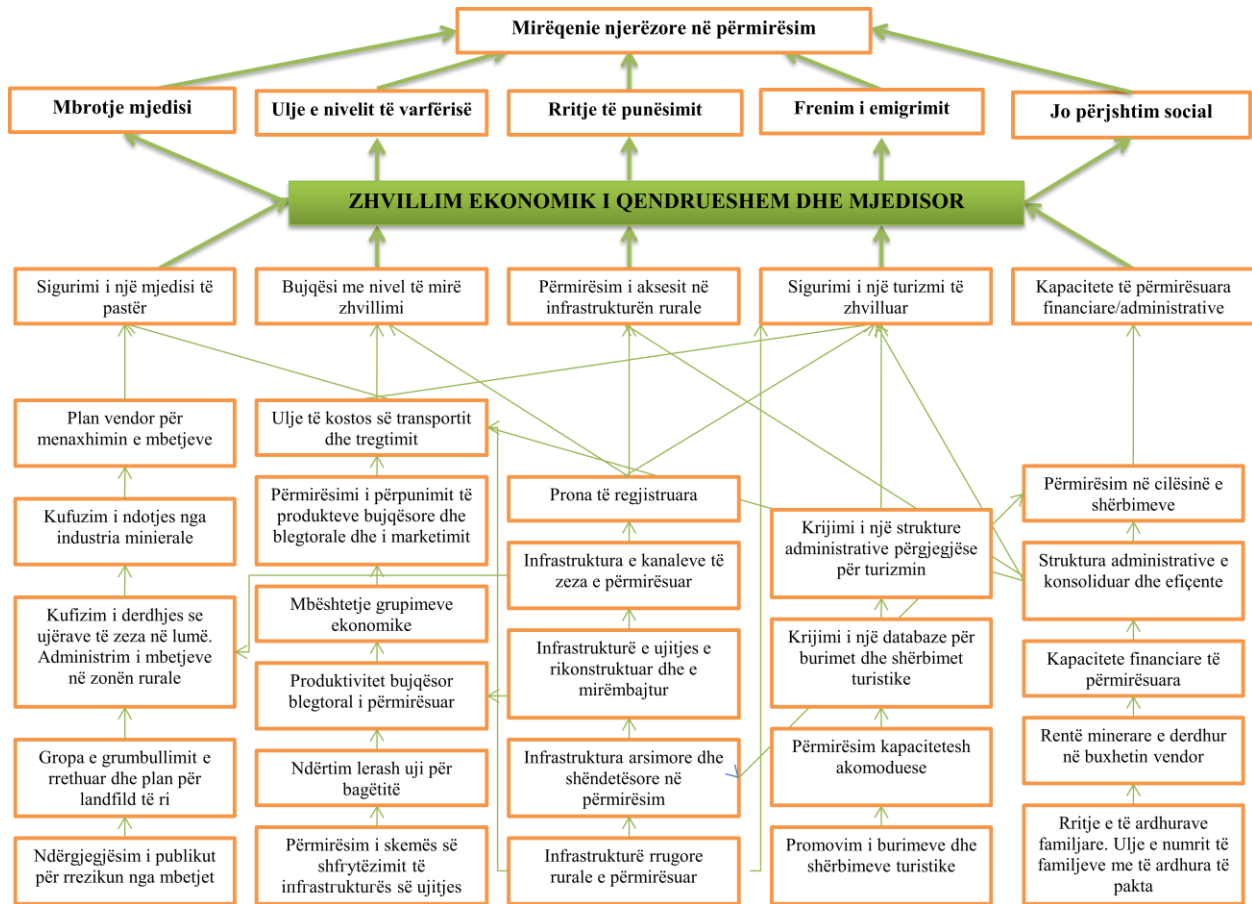 Mirëqenie njerëzore në përmirësim
Mbrotje mjedisi
Ulje e nivelit të varfërisë
Rritje të punësimit
Frenim i emigrimit
Jo përjshtim social
ZHVILLIM EKONOMIK I QENDRUESHEM DHE MJEDISOR
Sigurimi i një mjedisi të
pastër
Bujqësi me nivel të mirë
zhvillimi
Përmirësim i aksesit në
infrastrukturën rurale
Sigurimi i një turizmi të
zhvilluar
Kapacitete të përmirësuara
financiare/administrative
Plan vendor për
menaxhimin e mbetjeve
Kufuzim i ndotjes nga
industria minierale
Kufizim i derdhjes se
ujërave të zeza në lumë.
Administrim i mbetjeve
në zonën rurale
Gropa e grumbullimit e
rrethuar dhe plan për
landfild të ri
Ndërgjegjësim i publikut
për rrezikun nga mbetjet
Ulje të kostos së transportit
dhe tregtimit
Përmirësimi i përpunimit të
produkteve bujqësore dhe
blegtorale dhe i marketimit
Mbështetje grupimeve
ekonomike
Produktivitet bujqësor
blegtoral i përmirësuar
Ndërtim lerash uji për
bagëtitë
Përmirësim i skemës së
shfrytëzimit të
infrastrukturës së ujitjes
Prona të regjistruara
Infrastruktura e kanaleve të
zeza e përmirësuar
Infrastrukturë e ujitjes e
rikonstruktuar dhe e
mirëmbajtur
Infrastruktura arsimore dhe
shëndetësore në
përmirësim
Infrastrukturë rrugore
rurale e përmirësuar
Krijimi i një strukture
administrative përgjegjëse
për turizmin
Krijimi i një databaze për
burimet dhe shërbimet
turistike
Përmirësim kapacitetesh
akomoduese
Promovim i burimeve dhe
shërbimeve turistike
Përmirësim në cilësinë e
shërbimeve
Struktura administrative e
konsoliduar dhe efiçente
Kapacitete financiare të
përmirësuara
Rentë minerare e derdhur
në buxhetin vendor
Rritje e të ardhurave
familjare. Ulje e numrit të
familjeve me të ardhura të
pakta